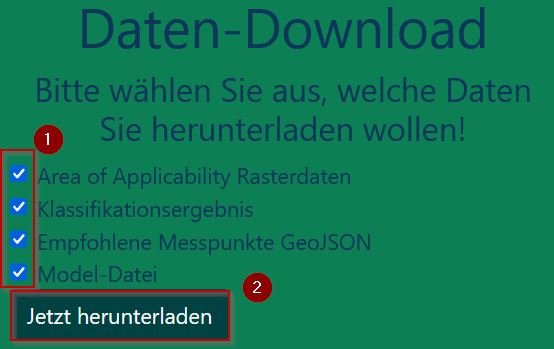 Daten-Download
Bitte wählen Sie aus, welche Daten
Sie herunterladen wollen!
1
Area of Applicability Rasterdaten
Klassifikationsergebnis
Empfohlene Messpunkte GeoJSON
Model-Datei
2
Jetzt herunterladen